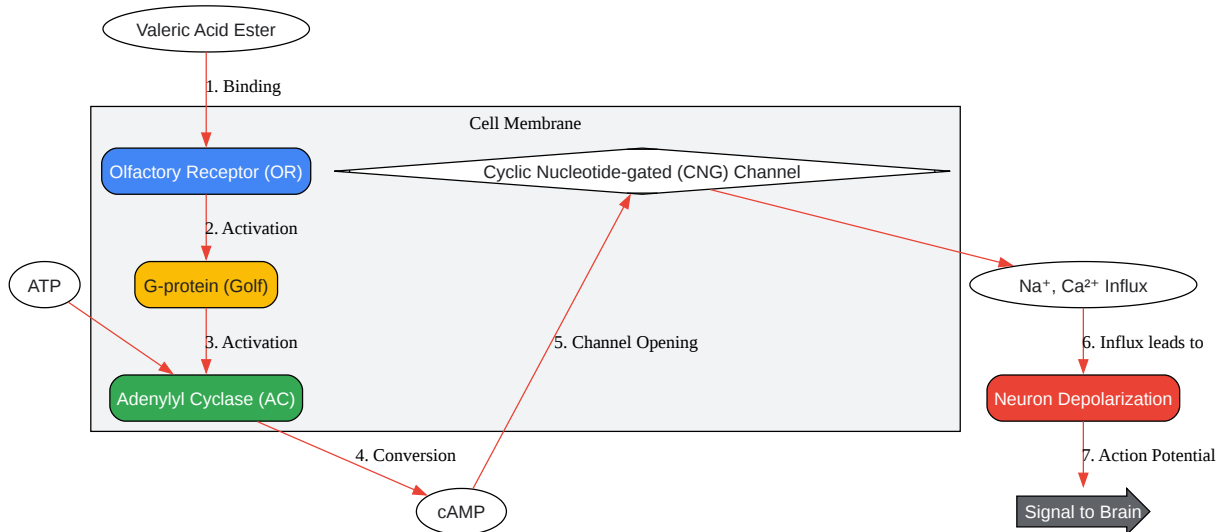 Valeric Acid Ester
1. Binding
Cell Membrane
Olfactory Receptor (OR)
Cyclic Nucleotide-gated (CNG) Channel
2. Activation
ATP
G-protein (Golf)
Na⁺, Ca²⁺ Influx
3. Activation
5. Channel Opening
6. Influx leads to
Adenylyl Cyclase (AC)
Neuron Depolarization
4. Conversion
7. Action Potential
cAMP
Signal to Brain